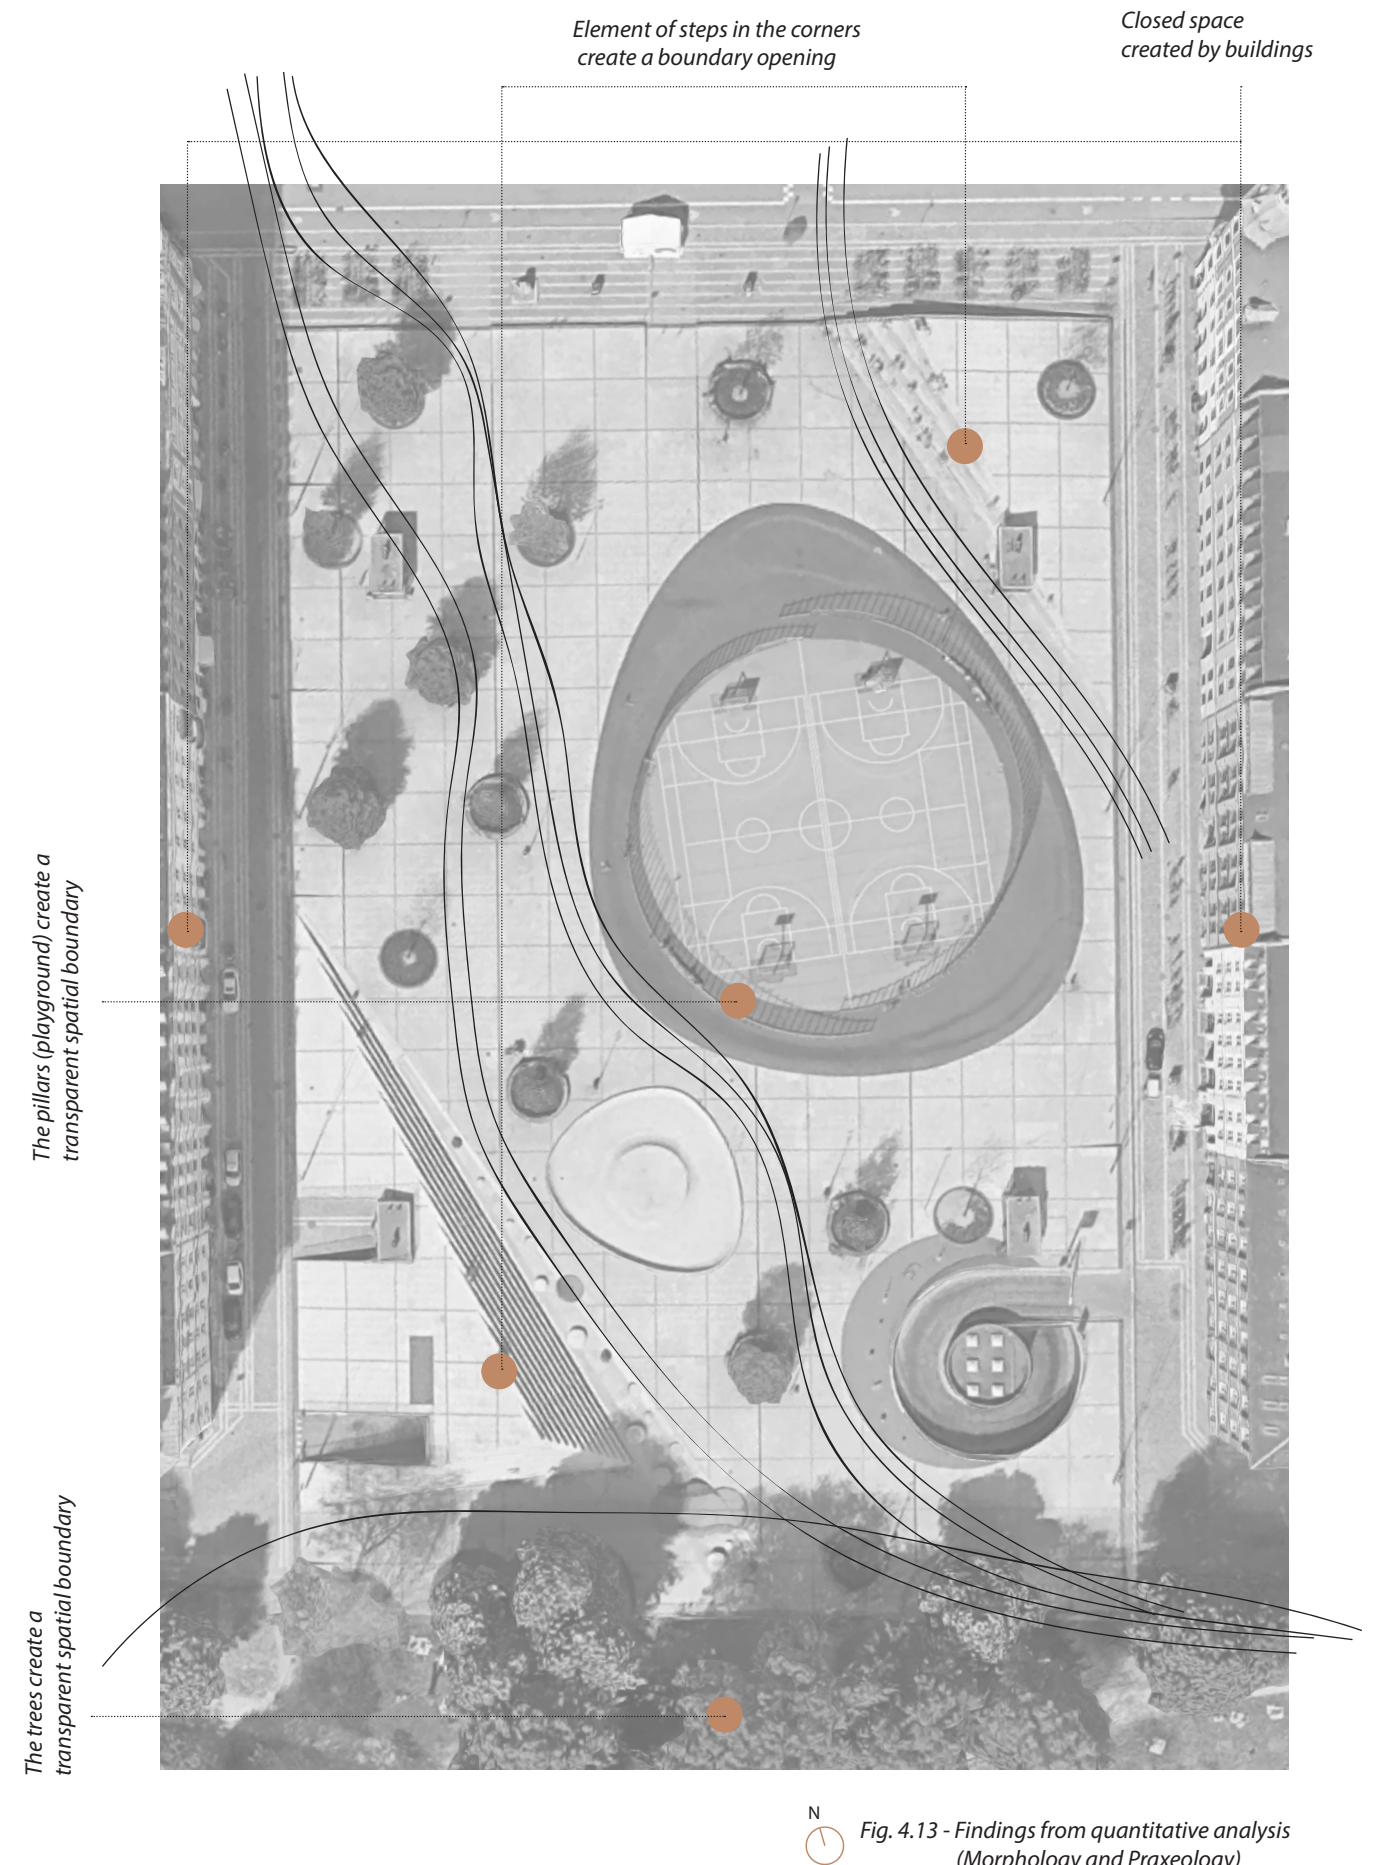 Element of steps in the corners
create a boundary opening
Closed space
created by buildings
The pillars (playground) create a
transparent spatial boundary
The trees create a
transparent spatial boundary
N
Fig. 4.13 - Findings from quantitative analysis
(Morphology and Praxeology)